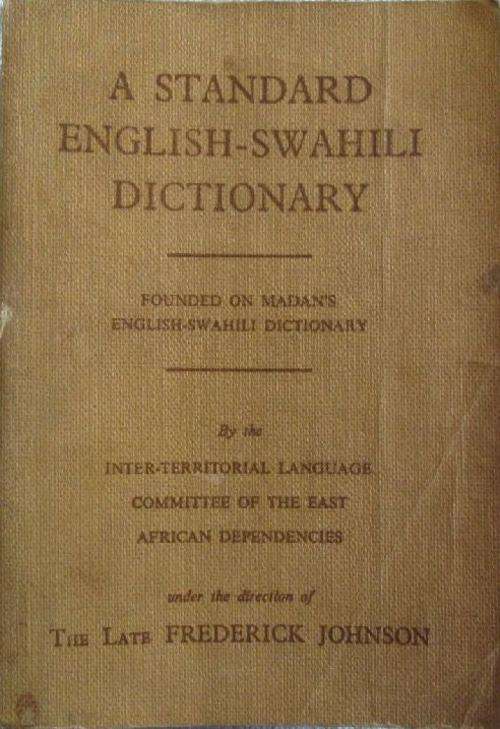 A STANDARD
ENGLISH-SWAHILI
DICTIONARY
FOUNDED ON MADAN'S
ENGLISH-SWAHILI DICTIONARY
By the
INTER-TERRITORIAL LANGUAGE
COMMITTEE OF THE EAST
AFRICAN DEPENDENCIES
under the direction of
THE LATE FREDERICK JOHNSON